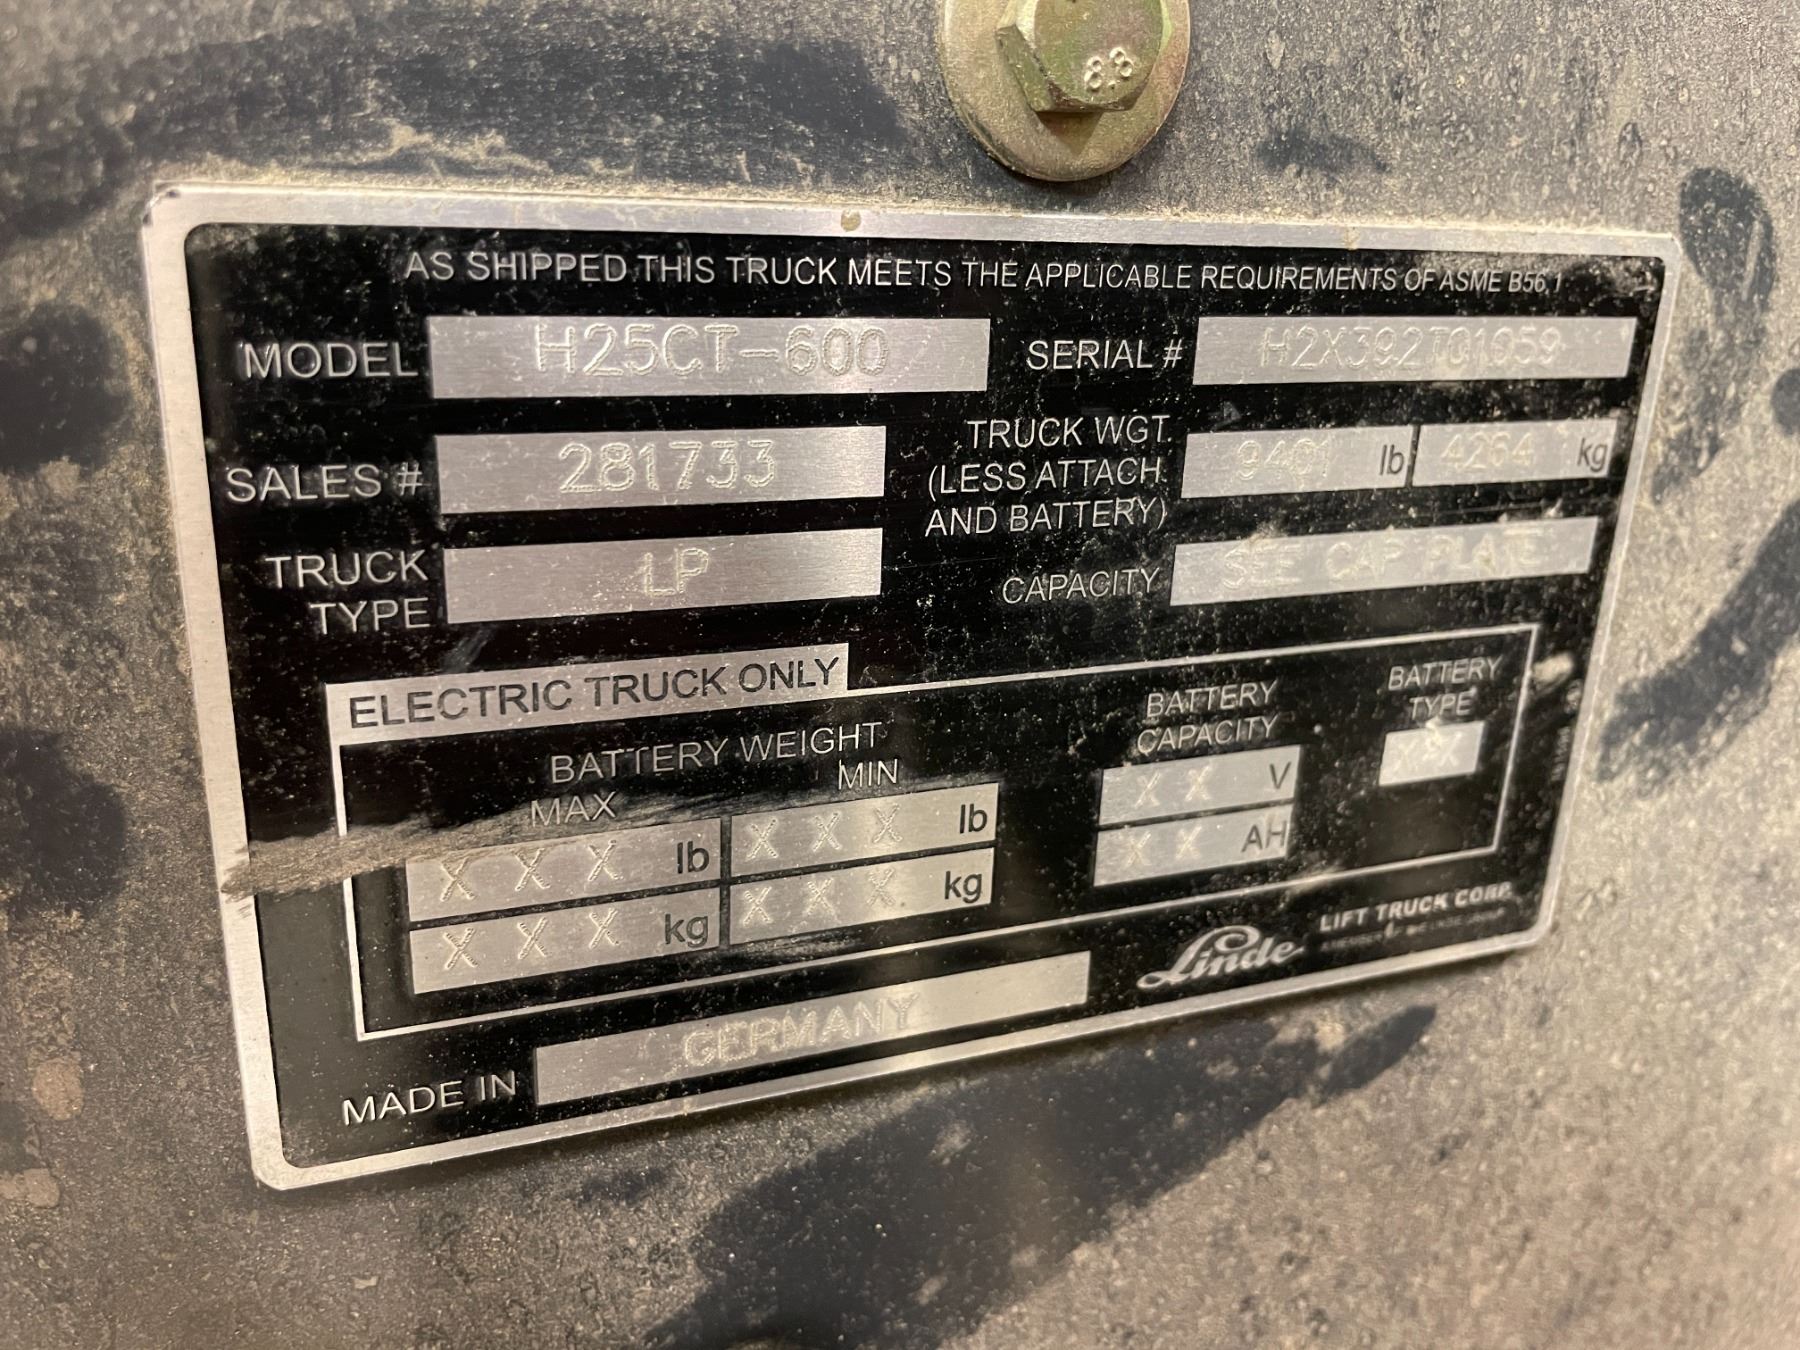 8.8
AS SHIPPED THIS TRUCK MEETS THE APPLICABLE REQUIREMENTS OF ASME B56.1
MODEL H25CT-600 SERIAL # H2X392T01059
SALES # 281733 TRUCK WGT. 9401 lb 4264 kg
(LESS ATTACH.
AND BATTERY)
TRUCK LP
TYPE
CAPACITY SEE CAP PLATE
ELECTRIC TRUCK ONLY
BATTERY WEIGHT
MAX MIN
X X X lb X X X lb
X X X kg X X X kg
BATTERY
CAPACITY
X X V
X X AH
BATTERY
TYPE
X X
Linde LIFT TRUCK CORP.
MADE IN GERMANY